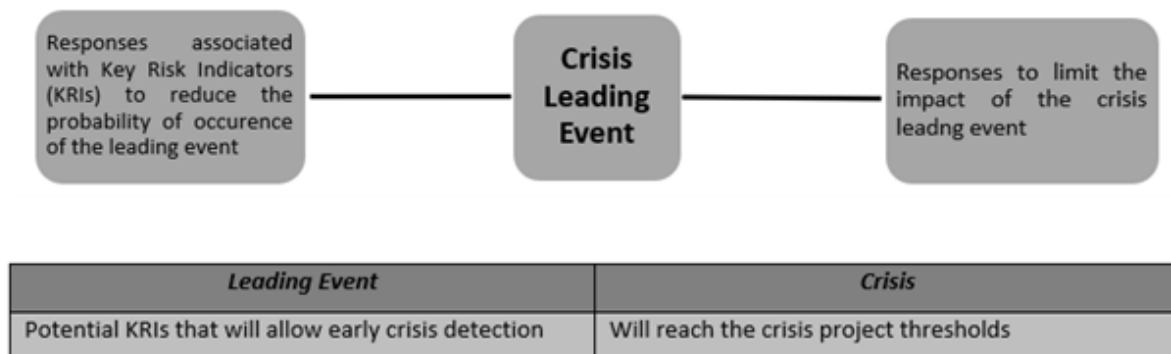 Responses associated
with Key Risk Indicators
(KRIs) to reduce the
probability of occurence
of the leading event
Crisis
Leading
Event
Responses to limit the
impact of the crisis
leadng event
Leading Event
Crisis
Potential KRIs that will allow early crisis detection
Will reach the crisis project thresholds